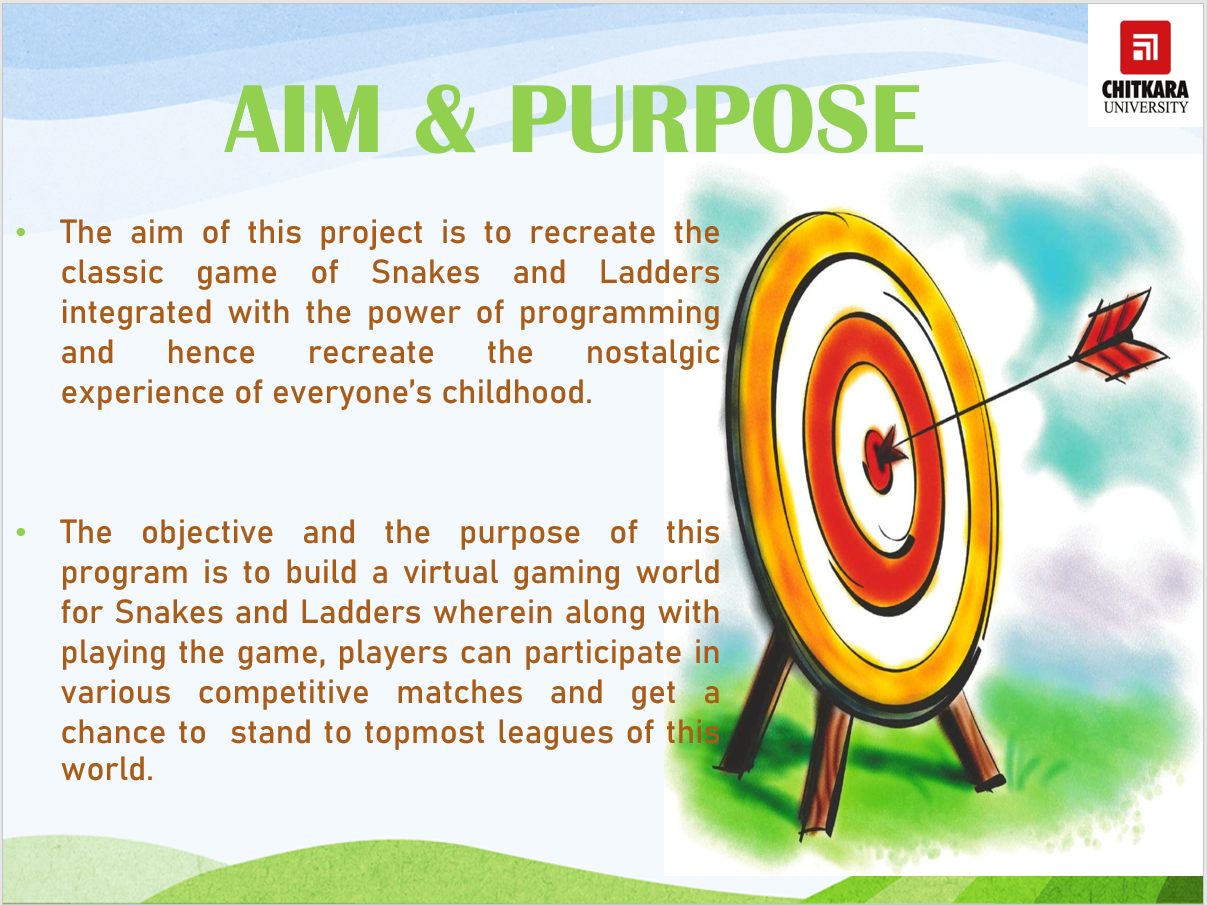 CHITKARA
UNIVERSITY
AIM & PURPOSE
• The aim of this project is to recreate the
classic game of Snakes and Ladders
integrated with the power of programming
and hence recreate the nostalgic
experience of everyone’s childhood.
• The objective and the purpose of this
program is to build a virtual gaming world
for Snakes and Ladders wherein along with
playing the game, players can participate in
various competitive matches and get a
chance to  stand to topmost leagues of this
world.